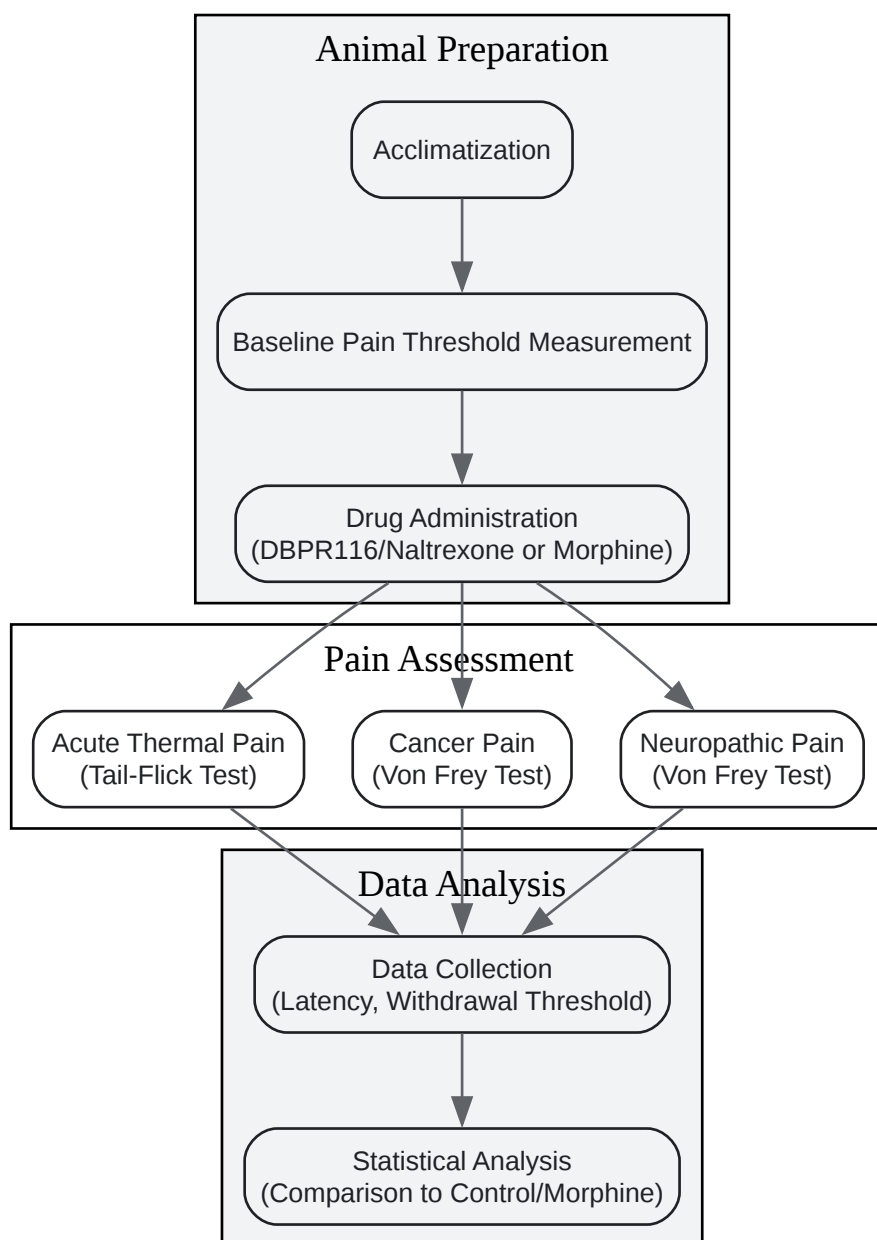 Animal Preparation
Acclimatization
Baseline Pain Threshold Measurement
Drug Administration
(DBPR116/Naltrexone or Morphine)
Pain Assessment
Acute Thermal Pain
(Tail-Flick Test)
Cancer Pain
(Von Frey Test)
Neuropathic Pain
(Von Frey Test)
Data Analysis
Data Collection
(Latency, Withdrawal Threshold)
Statistical Analysis
(Comparison to Control/Morphine)